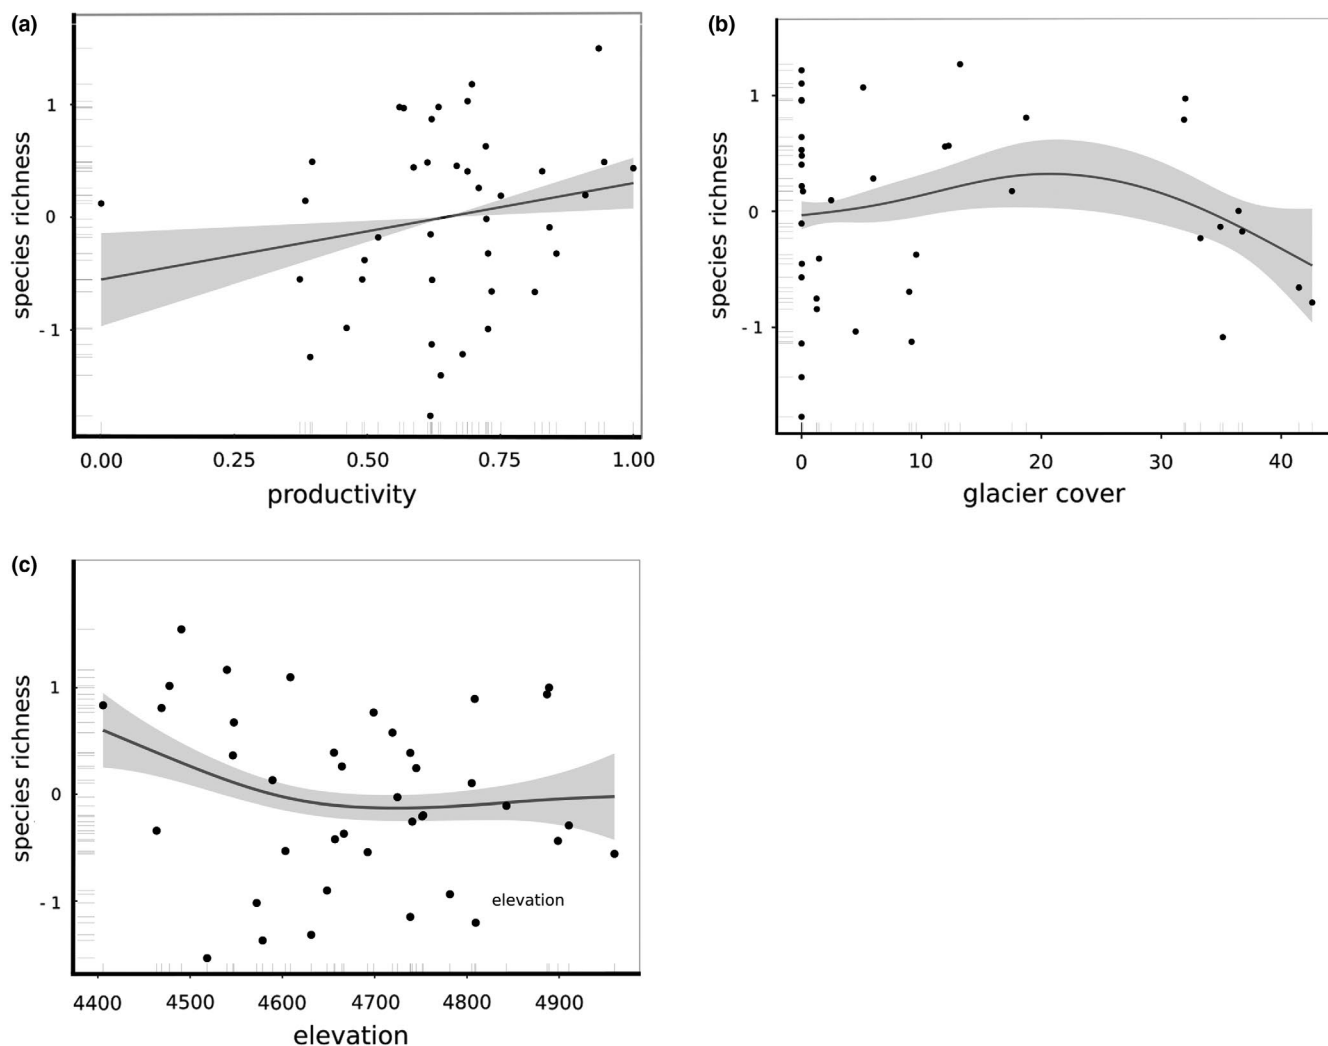 (a)
species richness
1
0
- 1
0.00 0.25 0.50 0.75 1.00
productivity
(b)
species richness
1
0
- 1
0 10 20 30 40
glacier cover
(c)
species richness
1
0
- 1
elevation
4400 4500 4600 4700 4800 4900
elevation